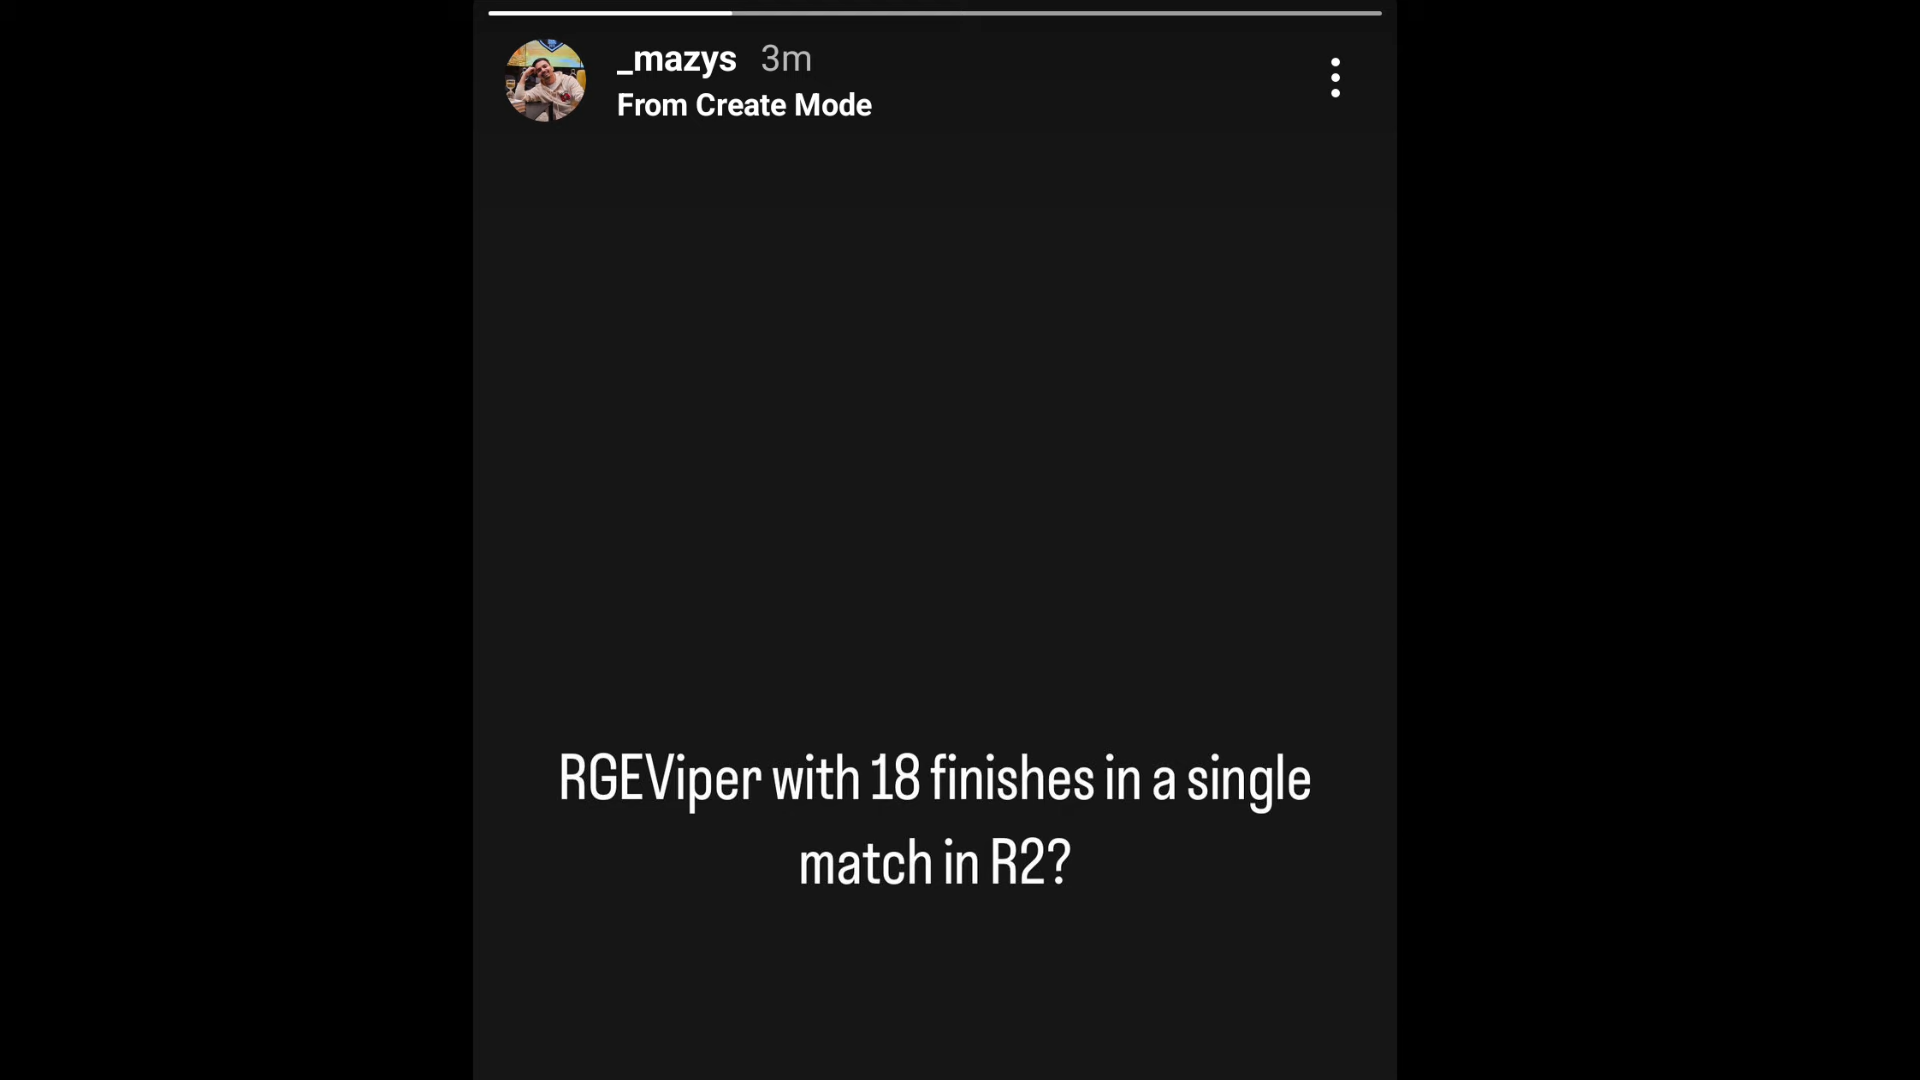 _mazys 3m
From Create Mode
RGEViper with 18 finishes in a single
match in R2?